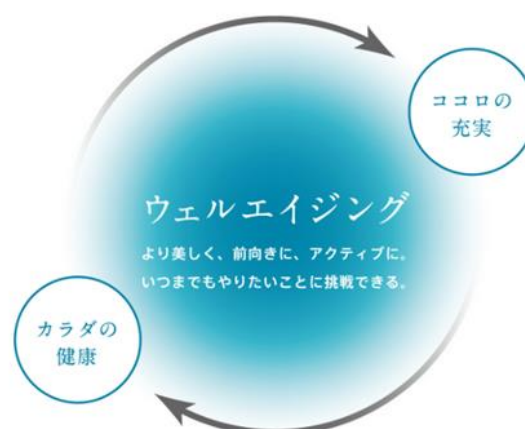 ココロの
充実
ウェルエイジング
より美しく、前向きに、アクティブに。
いつまでもやりたいことに挑戦できる。
カラダの
健康